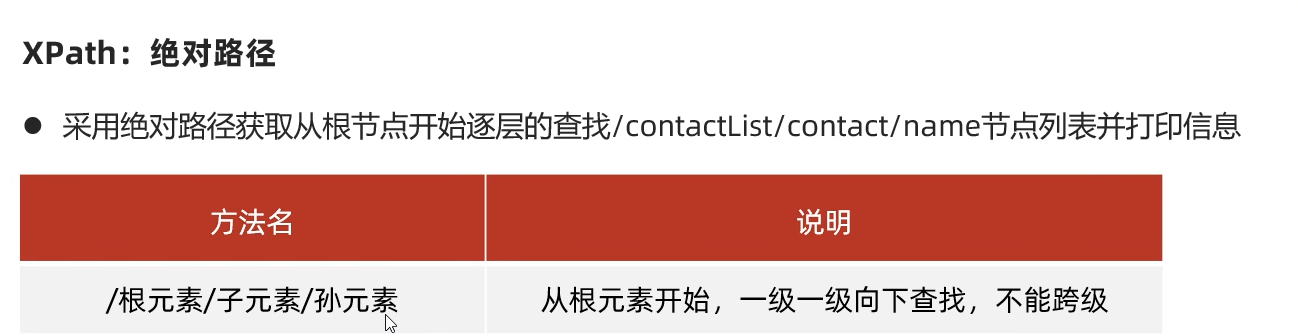 XPath：绝对路径
● 采用绝对路径获取从根节点开始逐层的查找/contactList/contact/name节点列表并打印信息
方法名 说明
/根元素/子元素/孙元素 从根元素开始，一级一级向下查找，不能跨级